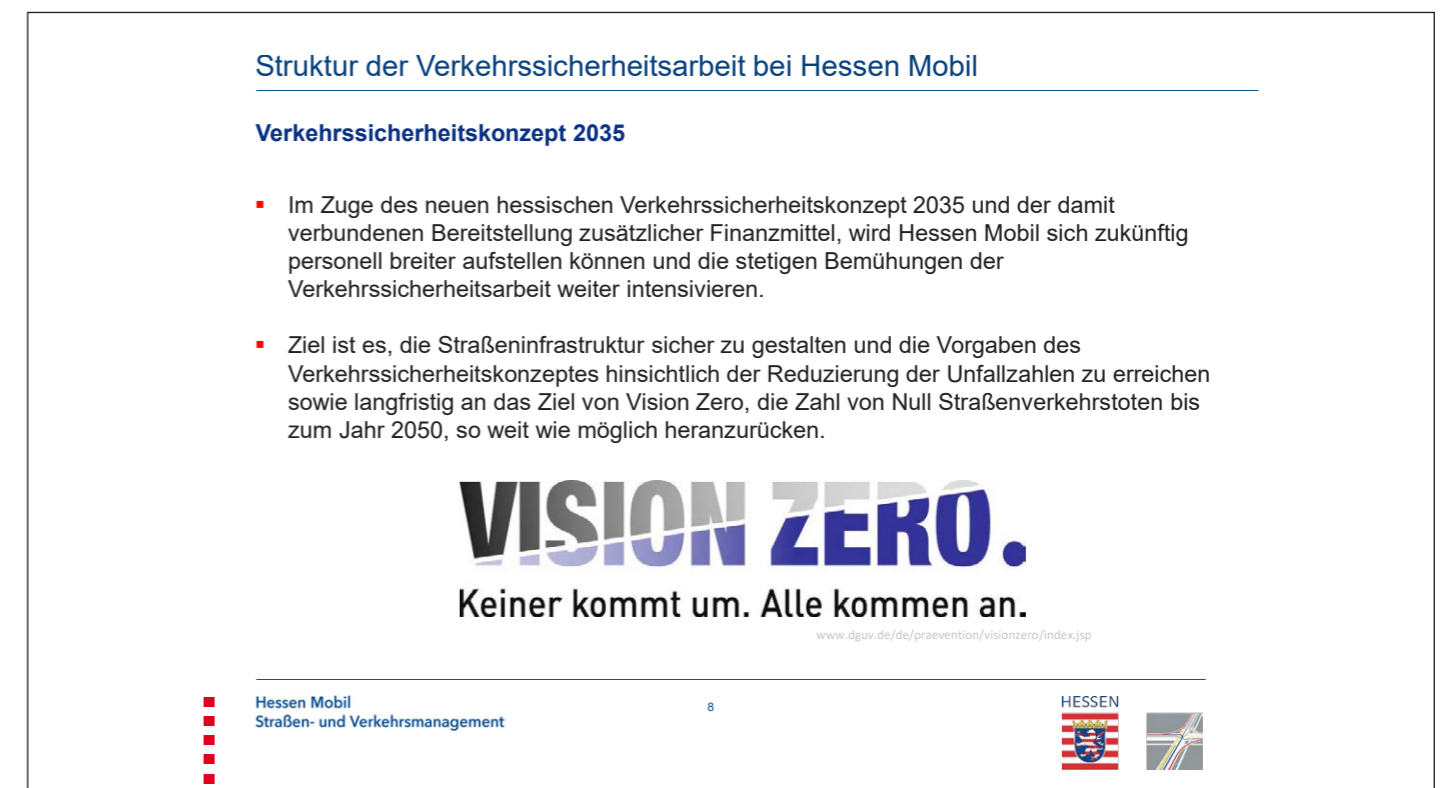 Struktur der Verkehrssicherheitsarbeit bei Hessen Mobil
Verkehrssicherheitskonzept 2035
▪ Im Zuge des neuen hessischen Verkehrssicherheitskonzept 2035 und der damit
verbundenen Bereitstellung zusätzlicher Finanzmittel, wird Hessen Mobil sich zukünftig
personell breiter aufstellen können und die stetigen Bemühungen der
Verkehrssicherheitsarbeit weiter intensivieren.
▪ Ziel ist es, die Straßeninfrastruktur sicher zu gestalten und die Vorgaben des
Verkehrssicherheitskonzeptes hinsichtlich der Reduzierung der Unfallzahlen zu erreichen
sowie langfristig an das Ziel von Vision Zero, die Zahl von Null Straßenverkehrstoten bis
zum Jahr 2050, so weit wie möglich heranzurücken.
VISION ZERO.
Keiner kommt um. Alle kommen an.
www.dguv.de/de/praevention/visionzero/index.jsp
Hessen Mobil
Straßen- und Verkehrsmanagement
8
HESSEN